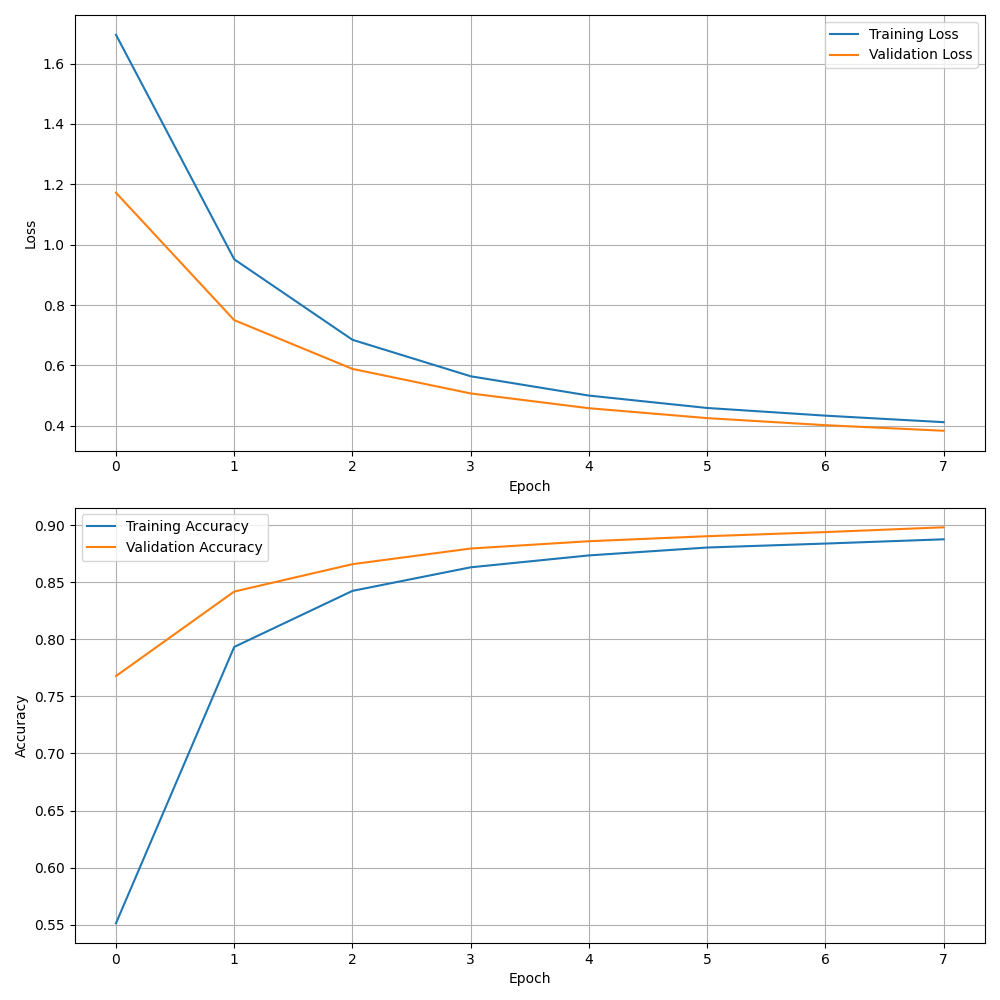 Training Loss
Validation Loss
1.6
1.4
1.2
1.0
0.8
0.6
0.4
Loss
0 1 2 3 4 5 6 7
Epoch
Training Accuracy
Validation Accuracy
0.90
0.85
0.80
0.75
0.70
0.65
0.60
0.55
Accuracy
0 1 2 3 4 5 6 7
Epoch